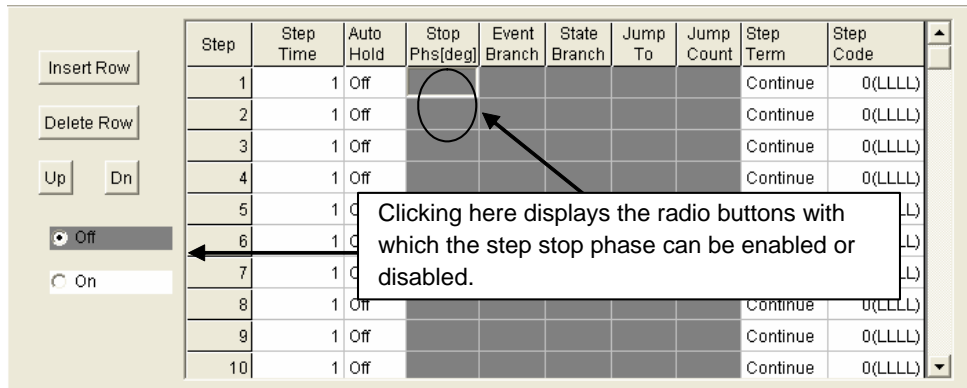 Insert Row
Delete Row
Up Dn
Off
On
Step Step Time Auto Hold Stop Phs[deg] Event Branch State Branch Jump To Jump Count Step Term Step Code
1 1 Off Continue 0(LLLL)
2 1 Off Continue 0(LLLL)
3 1 Off Continue 0(LLLL)
4 1 Off Continue 0(LLLL)
5 1
6 1
7 1
8 1 Off Continue 0(LLLL)
9 1 Off Continue 0(LLLL)
10 1 Off Continue 0(LLLL)
Clicking here displays the radio buttons with
which the step stop phase can be enabled or
disabled.